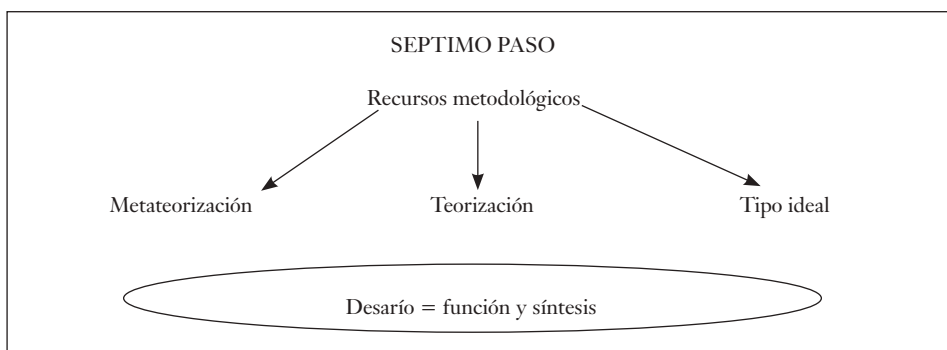 SEPTIMO PASO
Recursos metodológicos
Metateorización Teorización Tipo ideal
Desarío = función y síntesis